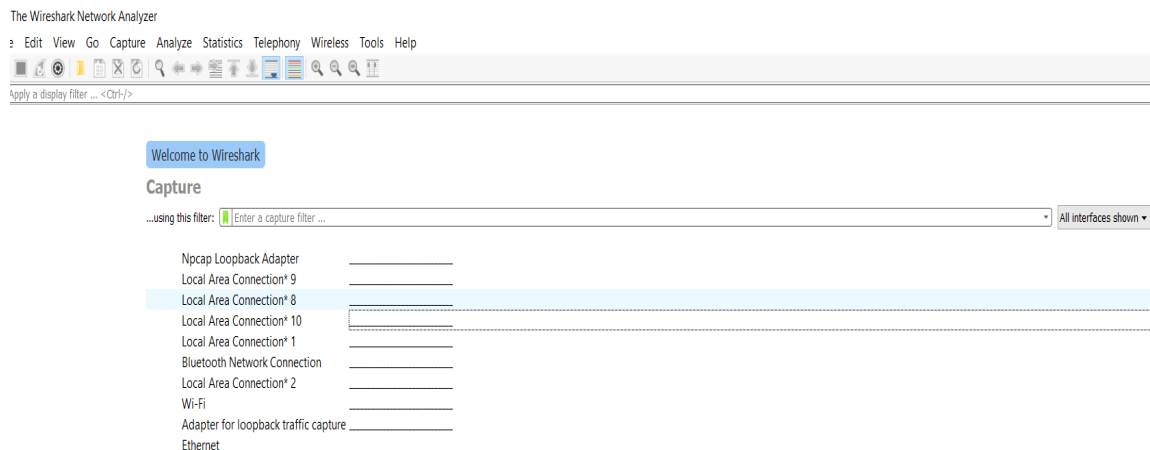 The Wireshark Network Analyzer
e Edit View Go Capture Analyze Statistics Telephony Wireless Tools Help
Apply a display filter ... <Ctrl-/>
Welcome to Wireshark
Capture
...using this filter: Enter a capture filter ... All interfaces shown
Npcap Loopback Adapter
Local Area Connection* 9
Local Area Connection* 8
Local Area Connection* 10
Local Area Connection* 1
Bluetooth Network Connection
Local Area Connection* 2
Wi-Fi
Adapter for loopback traffic capture
Ethernet